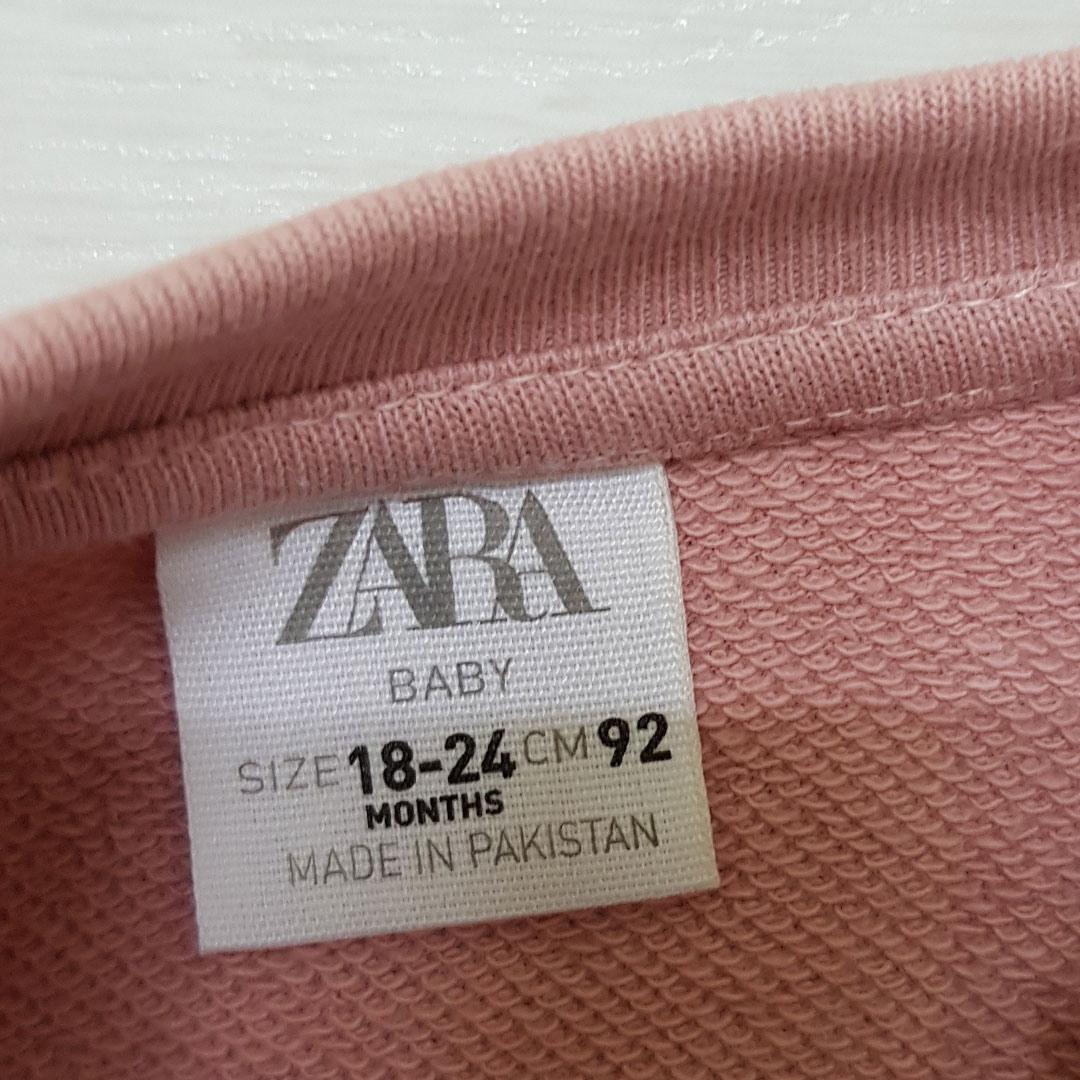 ZARA
BABY
SIZE 18-24 CM 92
MONTHS
MADE IN PAKISTAN